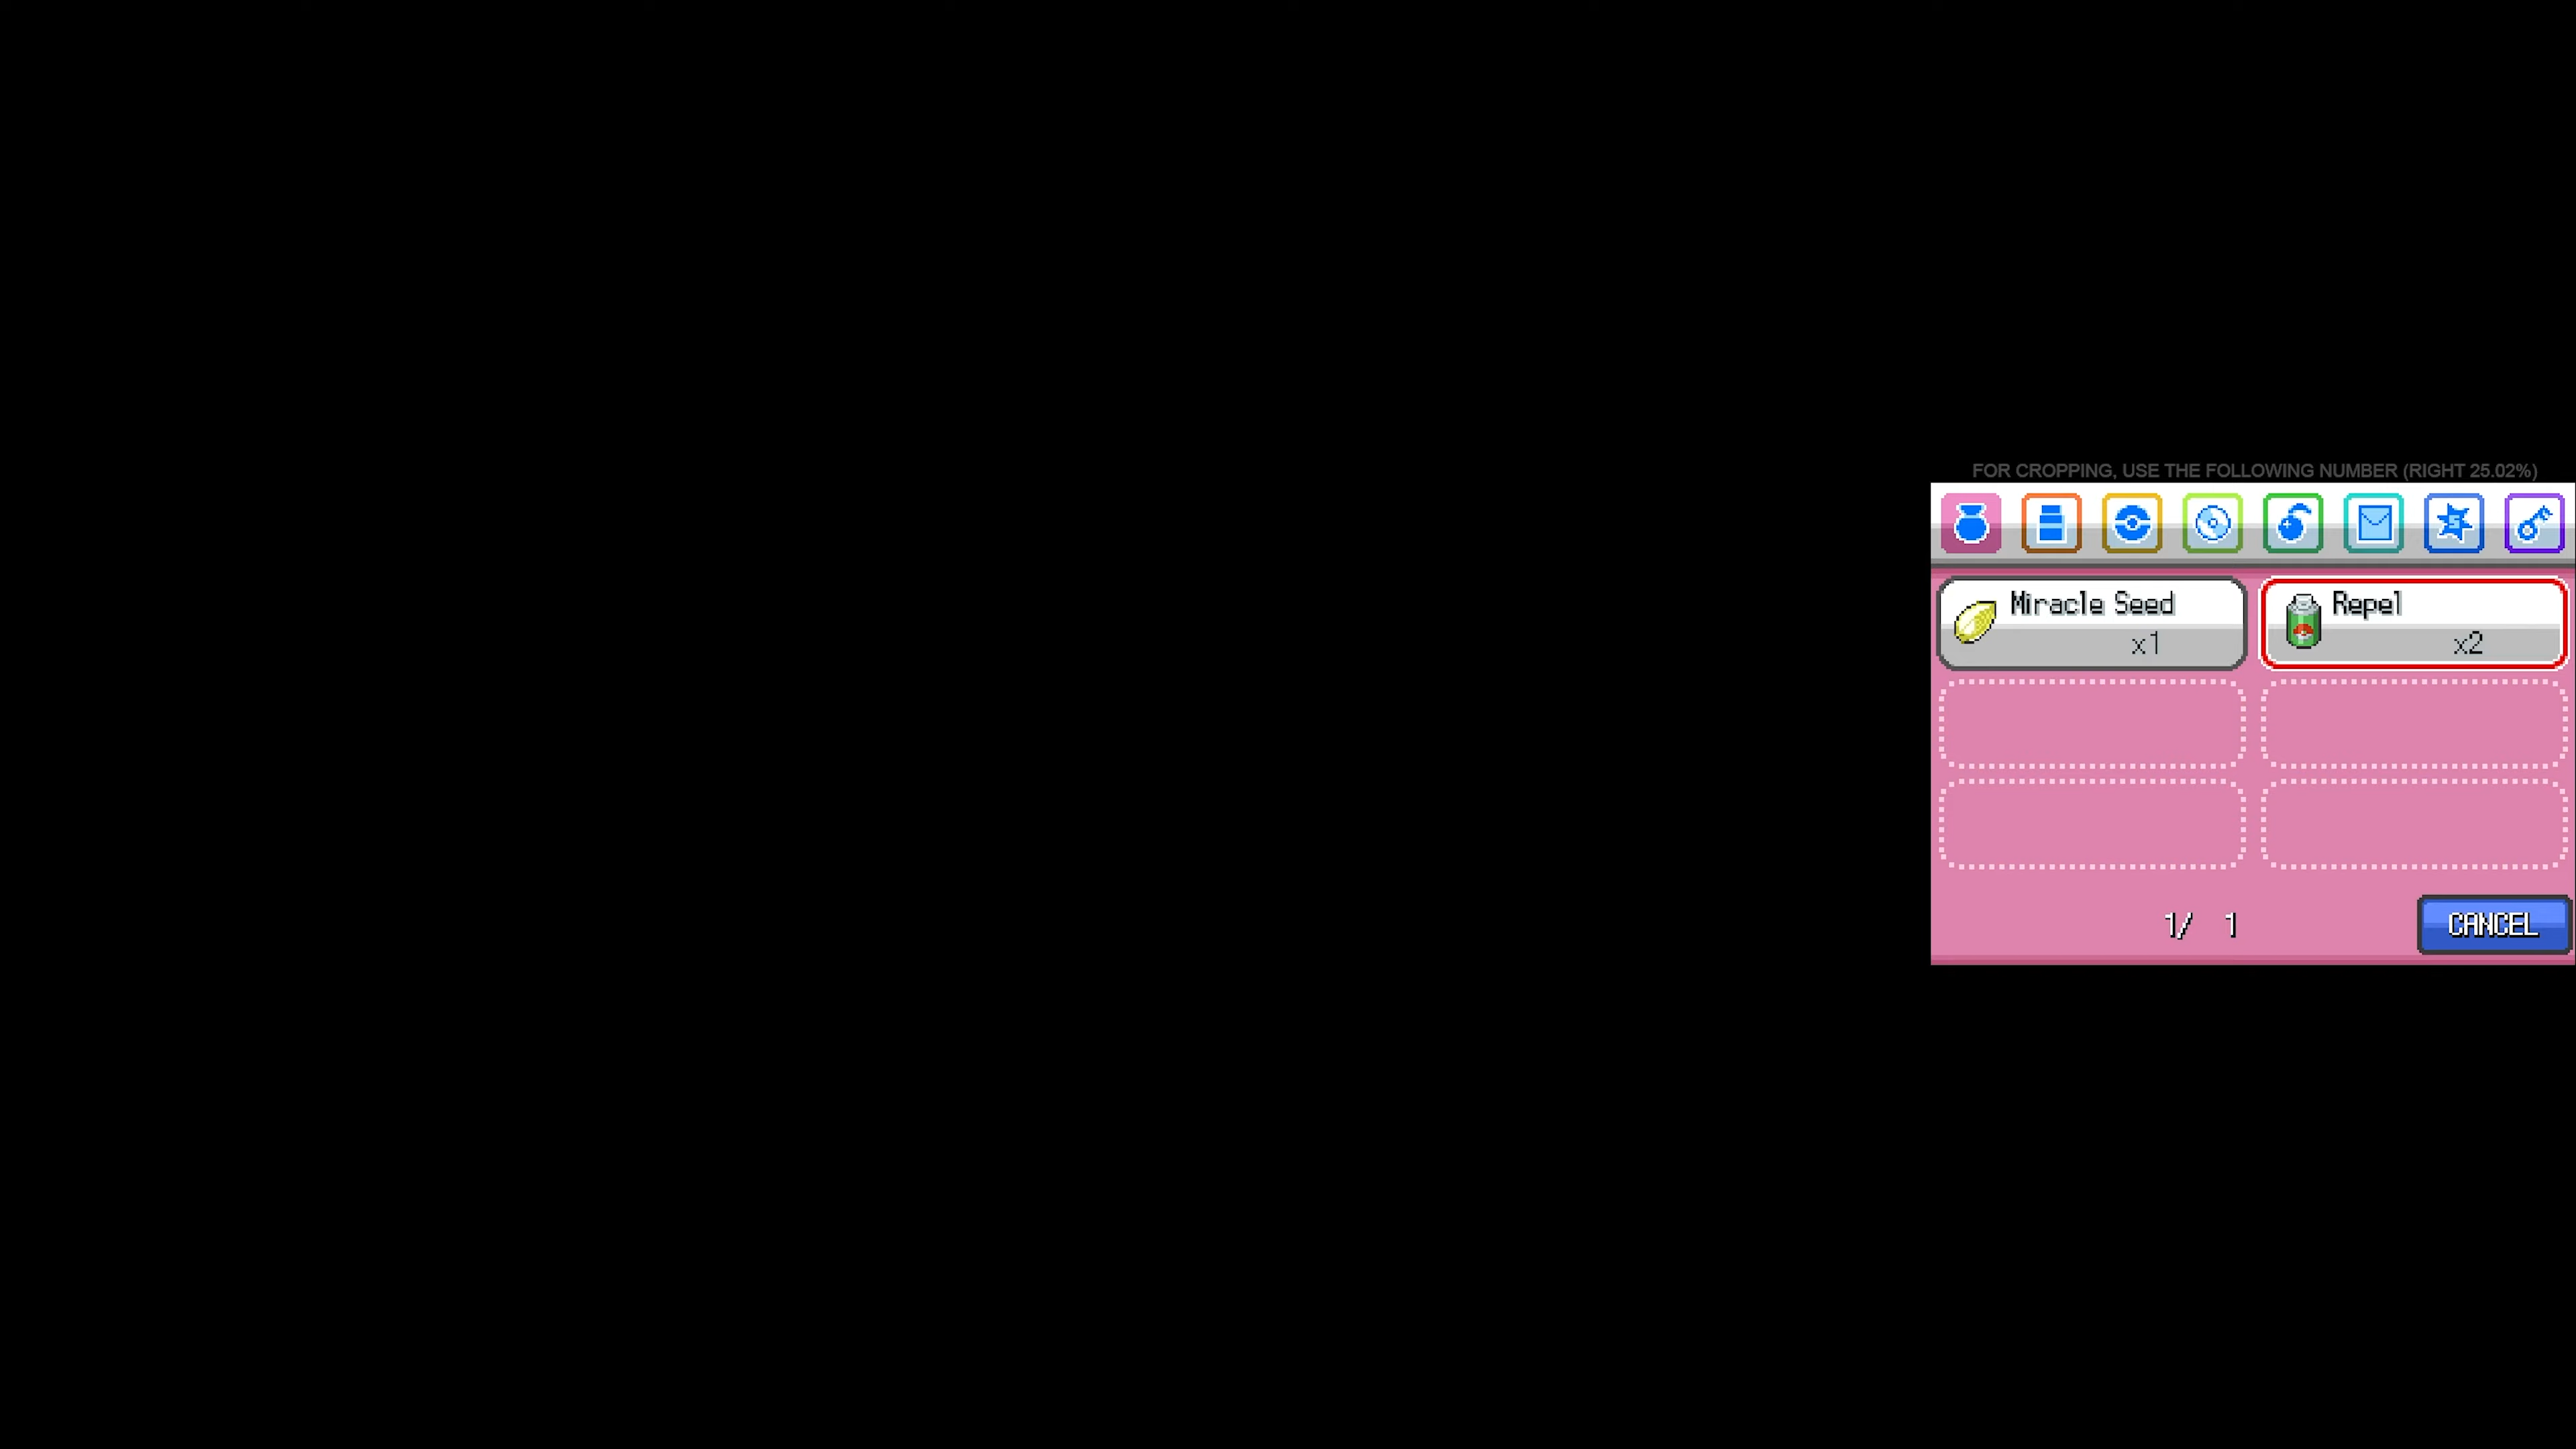 FOR CROPPING, USE THE FOLLOWING NUMBER (RIGHT 25.02%)
Miracle Seed
x1
Repel
x2
1/ 1
CANCEL